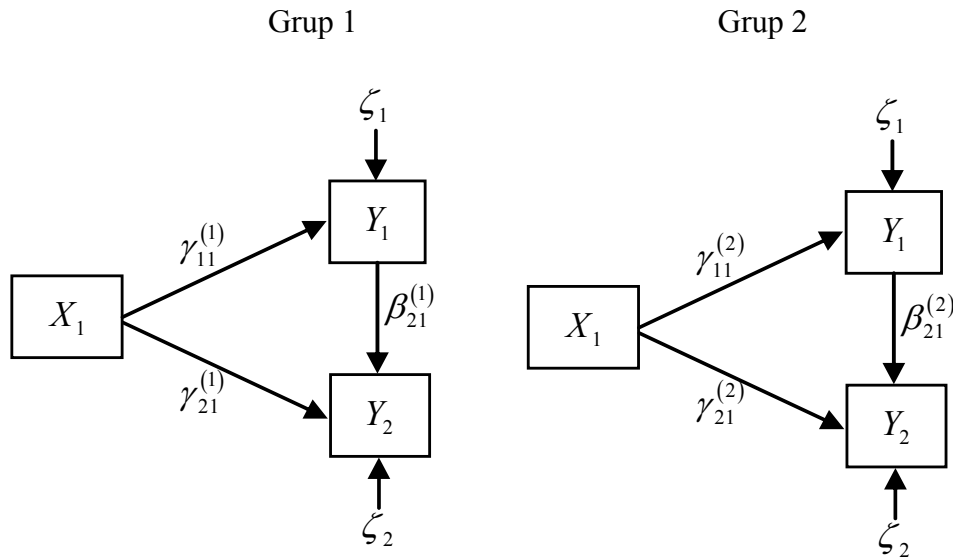 Grup 1
ζ₁
Y₁
γ₁₁⁽¹⁾
X₁
β₂₁⁽¹⁾
γ₂₁⁽¹⁾
Y₂
ζ₂
Grup 2
ζ₁
Y₁
γ₁₁⁽²⁾
X₁
β₂₁⁽²⁾
γ₂₁⁽²⁾
Y₂
ζ₂